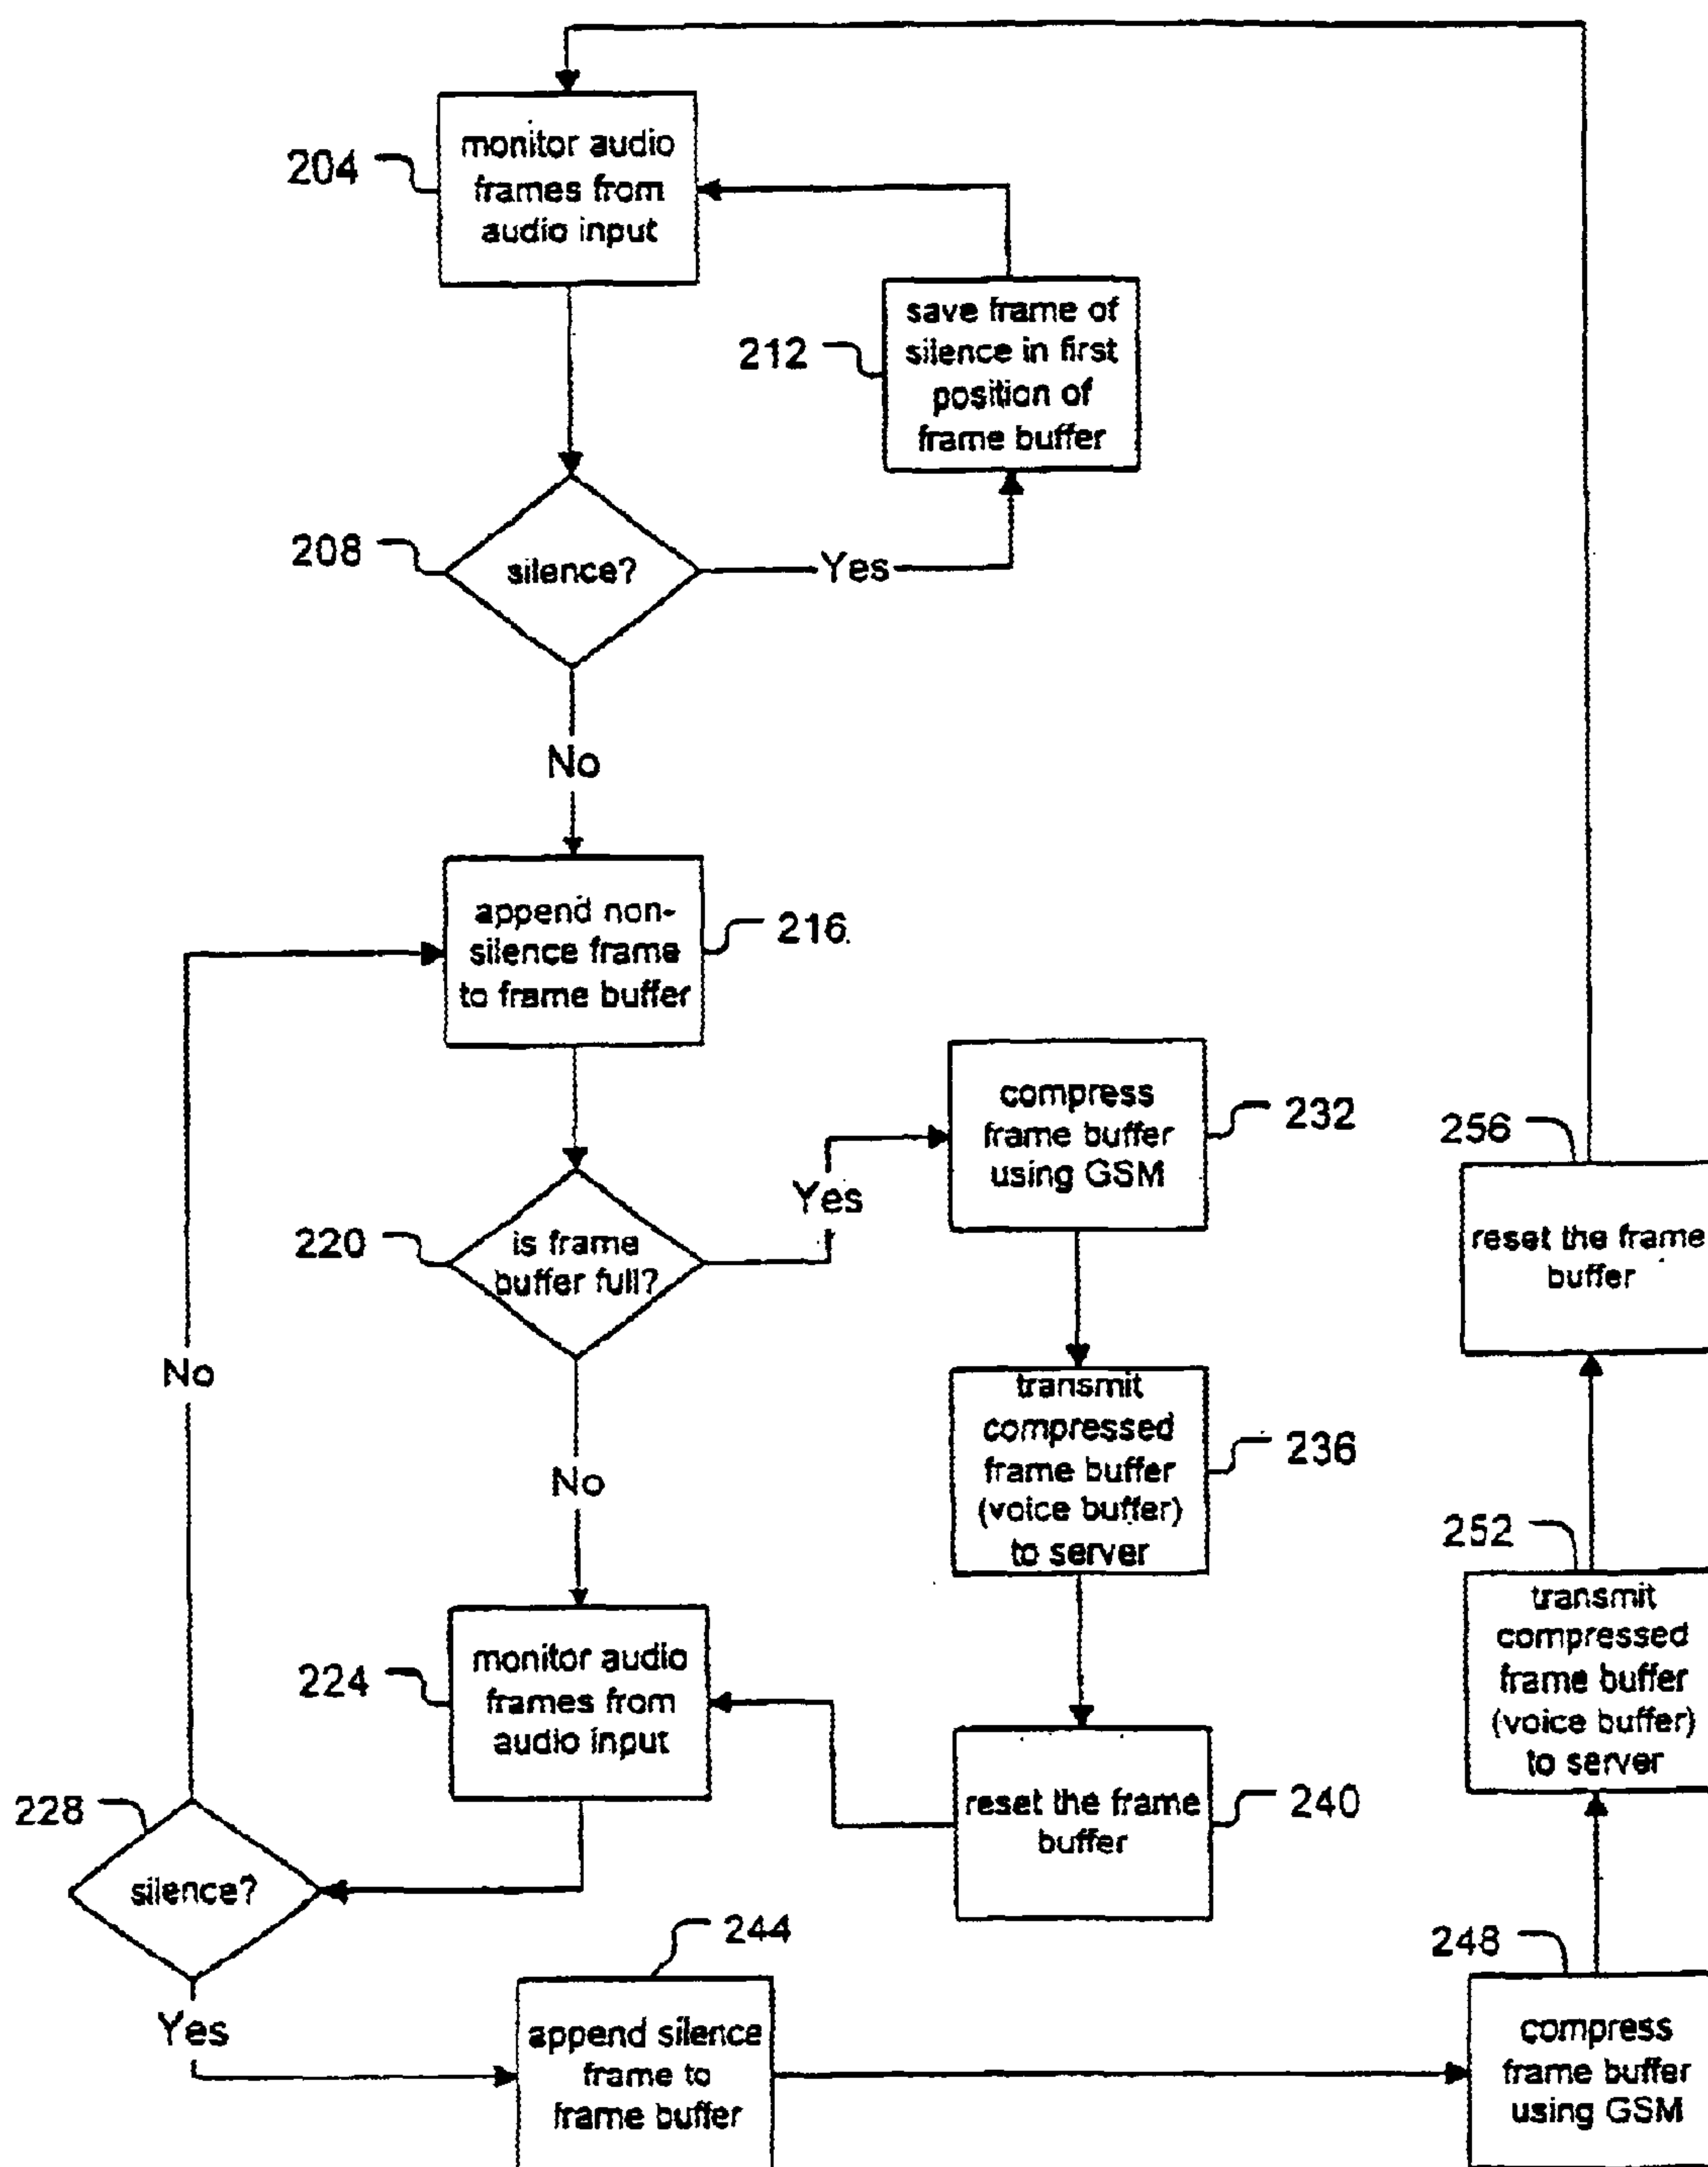 204
monitor audio
frames from
audio input
212
save frame of
silence in first
position of
frame buffer
208
silence?
Yes
No
append non-
silence frame
to frame buffer
216.
220
is frame
buffer full?
Yes
compress
frame buffer
using GSM
232
256
reset the frame
buffer
No
transmit
compressed
frame buffer
(voice buffer)
to server
236
No
252
transmit
compressed
frame buffer
(voice buffer)
to server
224
monitor audio
frames from
audio input
reset the frame
buffer
240
228
silence?
Yes
244
append silence
frame to
frame buffer
248
compress
frame buffer
using GSM